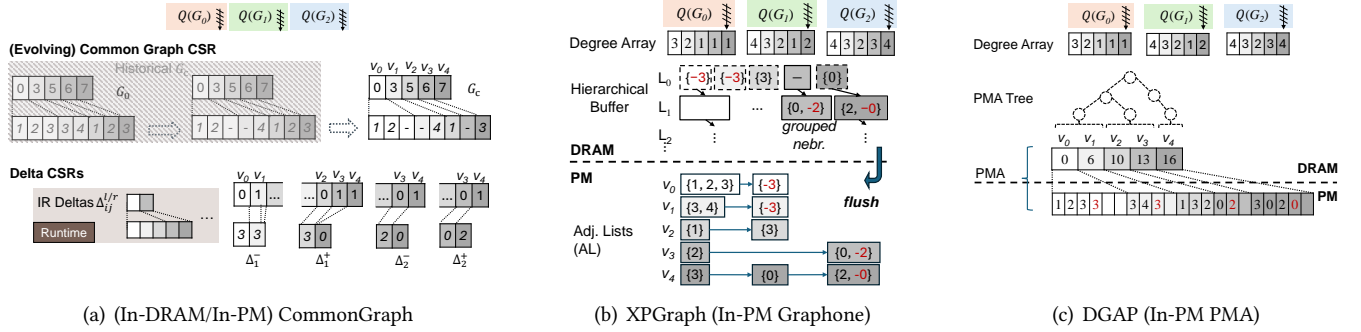 Q(G₀) Q(G₁) Q(G₂)
(Evolving) Common Graph CSR
Historical G꜀
v₀ v₁ v₂ v₃ v₄
0 3 5 6 7
G₀
0 3 5 6 7
0 3 5 6 7
G꜀
1 2 3 3 4 1 2 3
1 2 - - 4 1 2 3
1 2 - - 4 1 - 3
Delta CSRs
IR Deltas Δᵢⱼ^{l/r}
...
Runtime
v₀ v₁
0 1 ...
3 3
Δ₁⁻
v₂ v₃ v₄
... 0 1 1
3 0
Δ₁⁺
v₃ v₄
... 0 1
2 0
Δ₂⁻
v₃ v₄
... 0 1
0 2
Δ₂⁺
(a) (In-DRAM/In-PM) CommonGraph
Q(G₀) Q(G₁) Q(G₂)
Degree Array
3 2 1 1 1
4 3 2 1 2
4 3 2 3 4
Hierarchical
Buffer
L₀ {-3} {-3} {3} — {0}
L₁ ... {0, -2} {2, -0}
grouped
nebr.
L₂
⋮ ⋮ ⋮
DRAM
PM
flush
Adj. Lists
(AL)
v₀ {1, 2, 3} {-3}
v₁ {3, 4} {-3}
v₂ {1} {3}
v₃ {2} {0, -2}
v₄ {3} {0} {2, -0}
(b) XPGraph (In-PM Graphone)
Q(G₀) Q(G₁) Q(G₂)
Degree Array
3 2 1 1 1
4 3 2 1 2
4 3 2 3 4
PMA Tree
v₀ v₁ v₂ v₃ v₄
PMA
0 6 10 13 16
DRAM
PM
1 2 3 3 3 4 3 1 3 2 0 2 3 0 2 0
(c) DGAP (In-PM PMA)